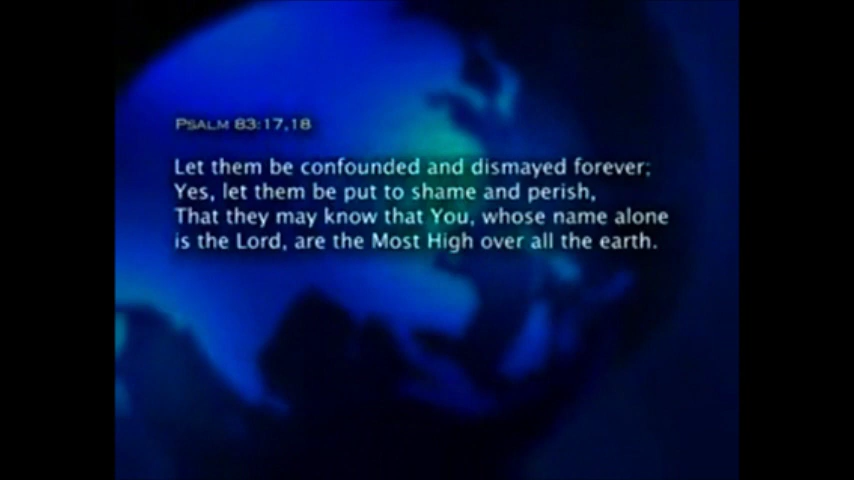 Psalm 83:17,18
Let them be confounded and dismayed forever;
Yes, let them be put to shame and perish,
That they may know that You, whose name alone
is the Lord, are the Most High over all the earth.